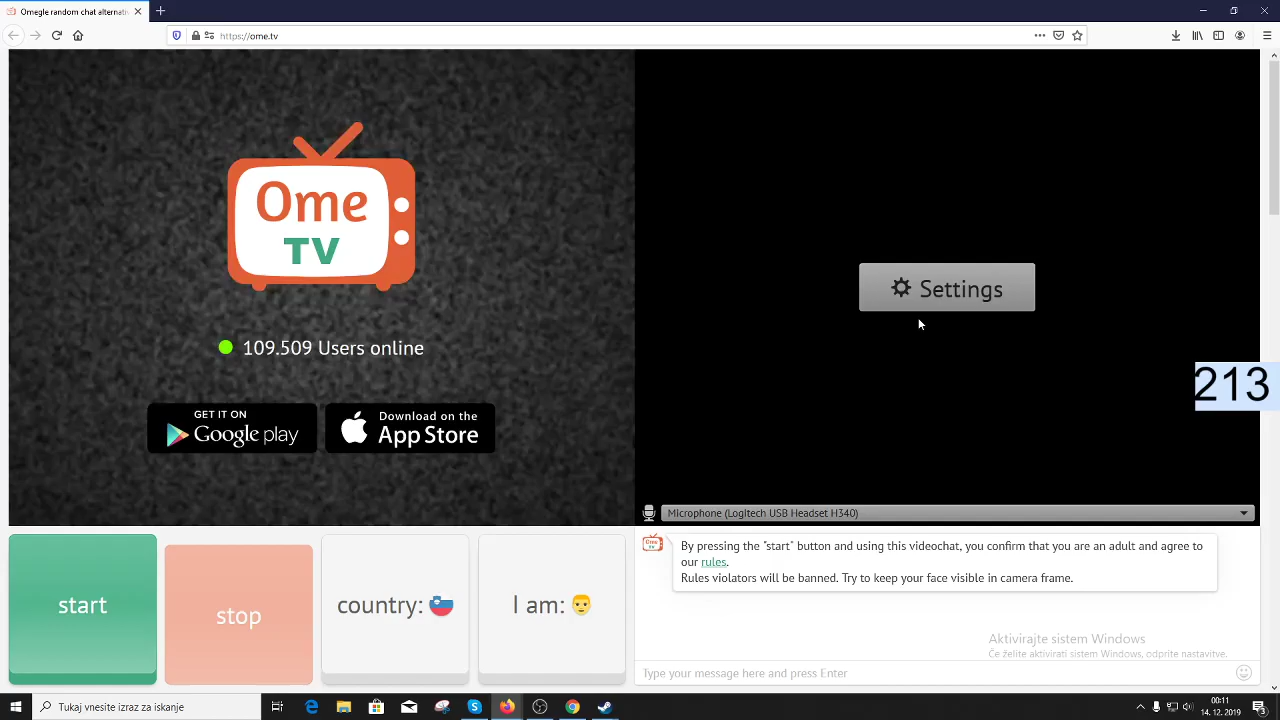 Omegle random chat alternati
https://ome.tv
Ome
TV
109.509 Users online
GET IT ON
Google play
Download on the
App Store
Settings
213
Microphone (Logitech USB Headset H340)
start
stop
country:
I am:
Ome
TV
By pressing the "start" button and using this videochat, you confirm that you are an adult and agree to
our rules.
Rules violators will be banned. Try to keep your face visible in camera frame.
Aktivirajte sistem Windows
Če želite aktivirati sistem Windows, odprite nastavitve.
Type your message here and press Enter
Tukaj vnesite izraz za iskanje
00:11
14. 12. 2019
3